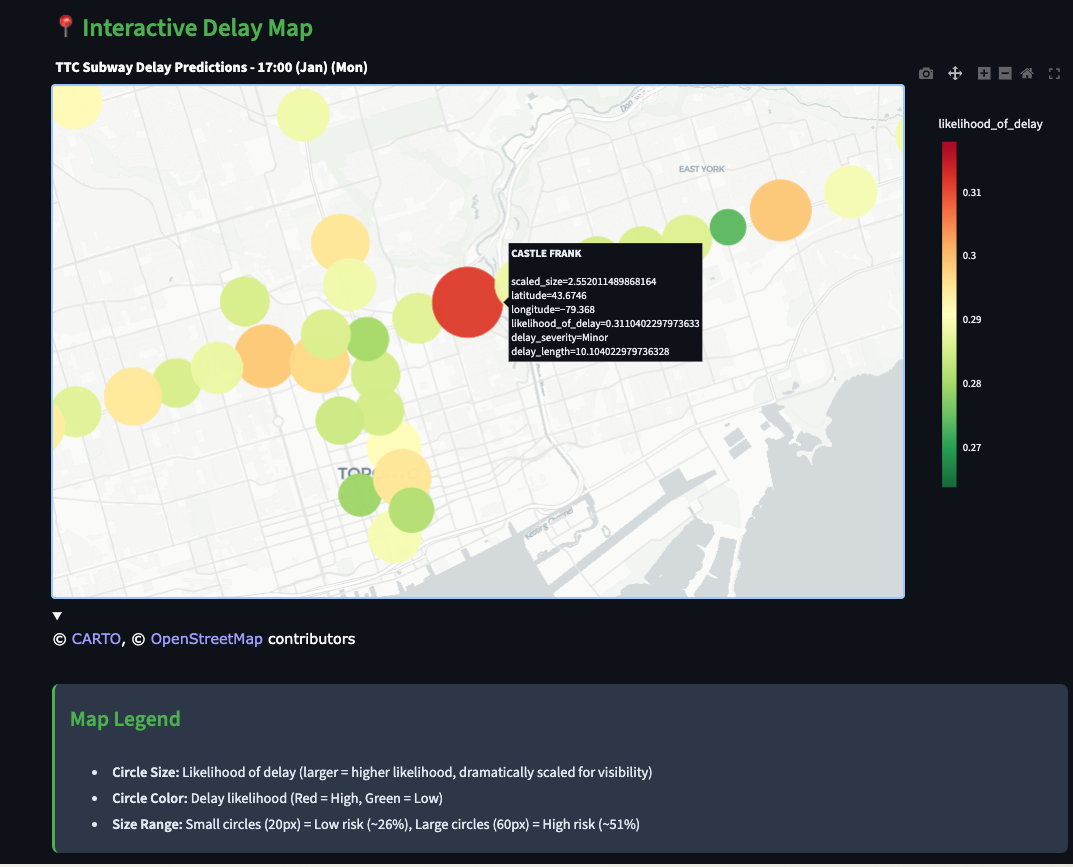 Interactive Delay Map
TTC Subway Delay Predictions - 17:00 (Jan) (Mon)
likelihood_of_delay
0.31
0.3
0.29
0.28
0.27
EAST YORK
CASTLE FRANK
scaled_size=2.552011489868164
latitude=43.6746
longitude=−79.368
likelihood_of_delay=0.3110402297973633
delay_severity=Minor
delay_length=10.104022979736328
© CARTO, © OpenStreetMap contributors
Map Legend
• Circle Size: Likelihood of delay (larger = higher likelihood, dramatically scaled for visibility)
• Circle Color: Delay likelihood (Red = High, Green = Low)
• Size Range: Small circles (20px) = Low risk (~26%), Large circles (60px) = High risk (~51%)